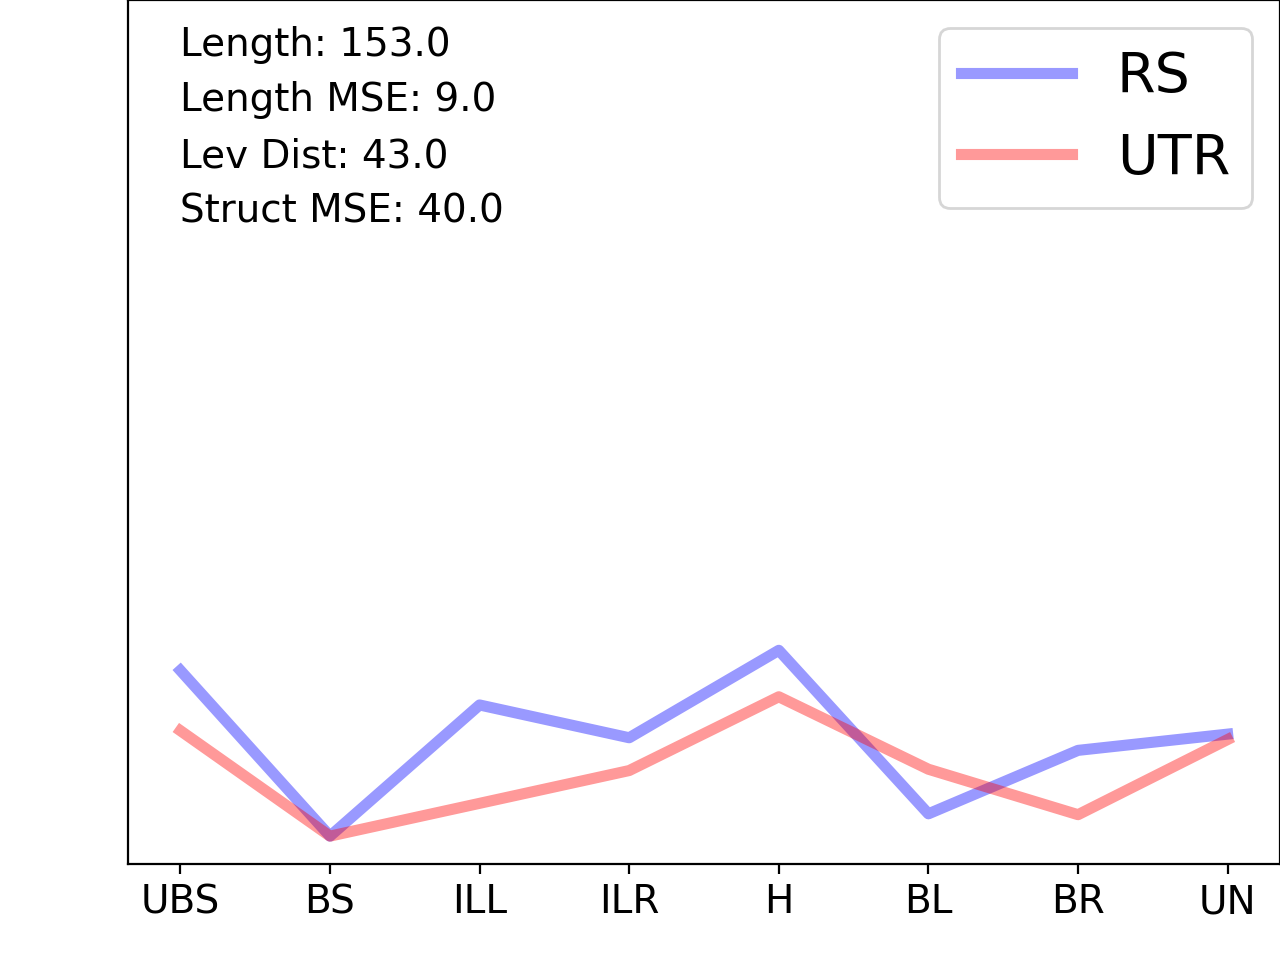 Length: 153.0
Length MSE: 9.0
Lev Dist: 43.0
Struct MSE: 40.0
RS
UTR
UBS BS ILL ILR H BL BR UN